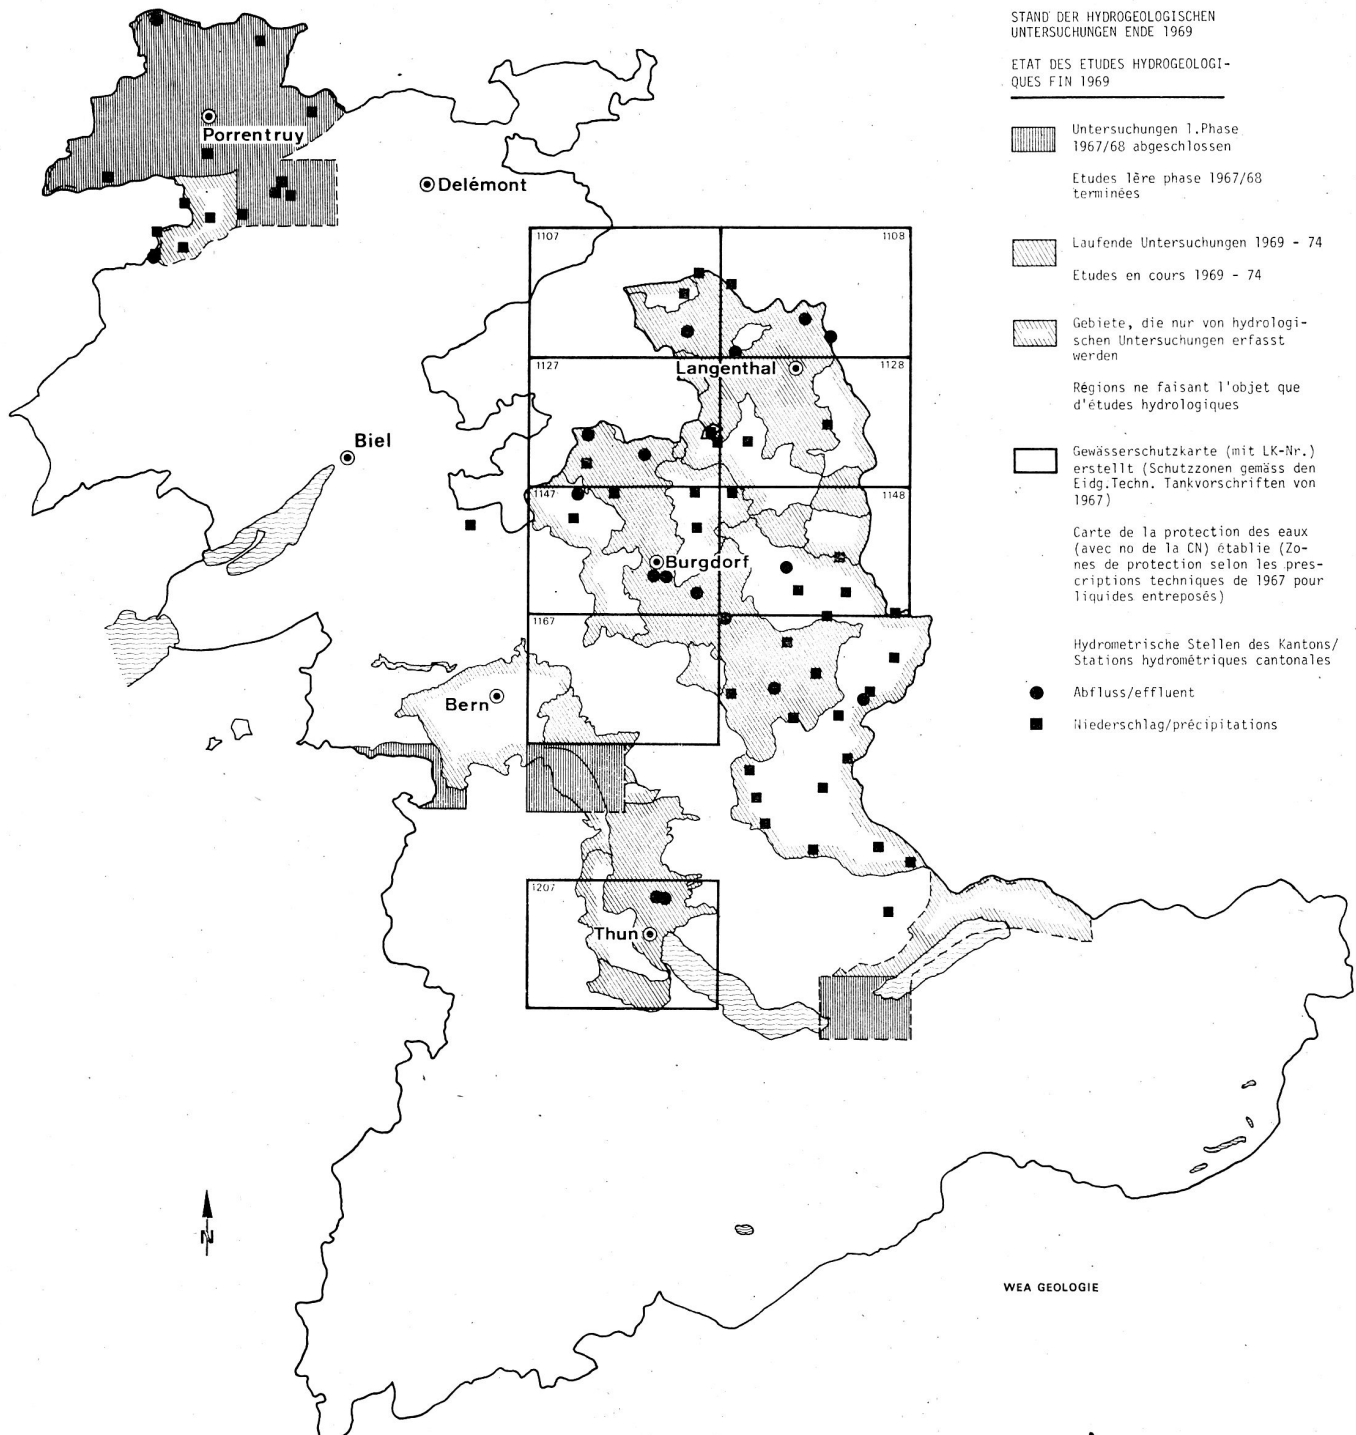 STAND DER HYDROGEOLOGISCHEN
UNTERSUCHUNGEN ENDE 1969
ETAT DES ETUDES HYDROGEOLOGI-
QUES FIN 1969
Untersuchungen 1.Phase
1967/68 abgeschlossen
Etudes 1ère phase 1967/68
terminées
Laufende Untersuchungen 1969 - 74
Etudes en cours 1969 - 74
Gebiete, die nur von hydrologi-
schen Untersuchungen erfasst
werden
Régions ne faisant l'objet que
d'études hydrologiques
Gewässerschutzkarte (mit LK-Nr.)
erstellt (Schutzzonen gemäss den
Eidg.Techn. Tankvorschriften von
1967)
Carte de la protection des eaux
(avec no de la CN) établie (Zo-
nes de protection selon les pres-
criptions techniques de 1967 pour
liquides entreposés)
Hydrometrische Stellen des Kantons/
Stations hydrométriques cantonales
Abfluss/effluent
Niederschlag/précipitations
Porrentruy
Delémont
1107
1108
1127
Langenthal
1128
Biel
1147
1148
Burgdorf
1167
Bern
1207
Thun
N
WEA GEOLOGIE